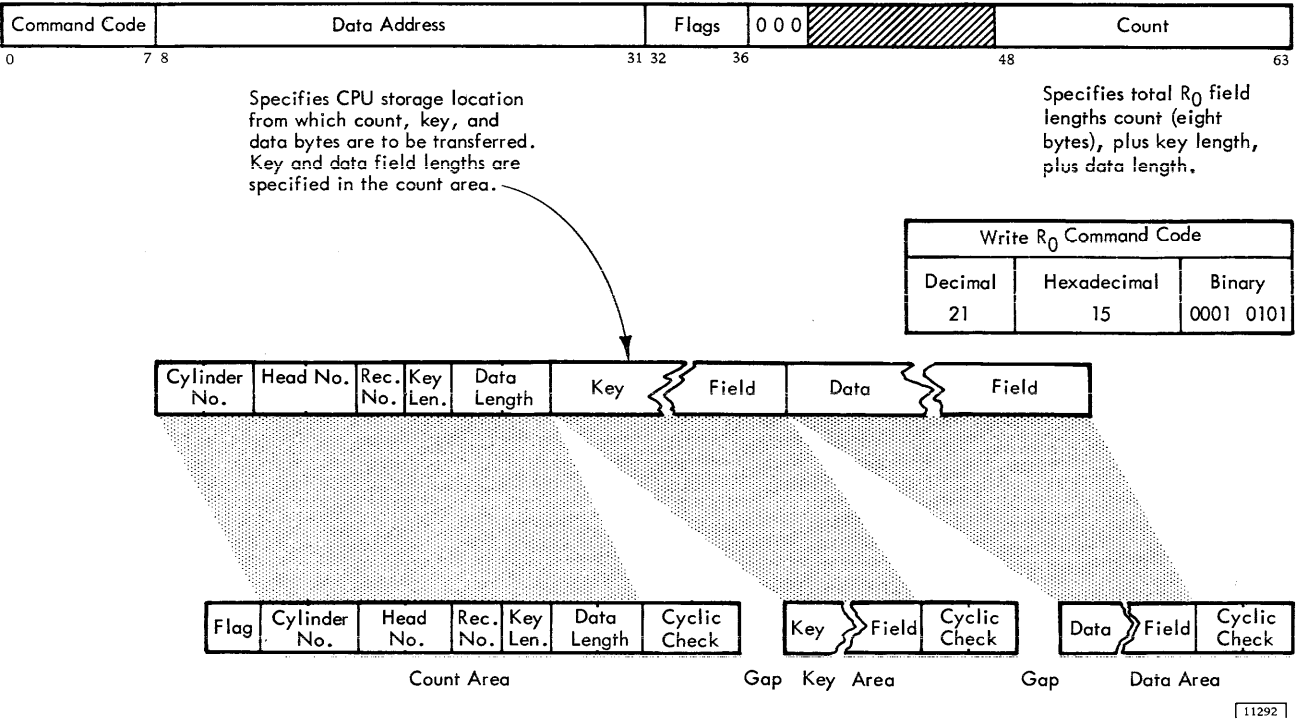 Command Code Data Address Flags 0 0 0 Count
0 7 8 31 32 36 48 63
Specifies CPU storage location
from which count, key, and
data bytes are to be transferred.
Key and data field lengths are
specified in the count area.
Specifies total R0 field
lengths count (eight
bytes), plus key length,
plus data length.
Write R0 Command Code
Decimal Hexadecimal Binary
21 15 0001 0101
Cylinder No. Head No. Rec. No. Key Len. Data Length Key Field Data Field
Flag Cylinder No. Head No. Rec. No. Key Len. Data Length Cyclic Check Key Field Cyclic Check Data Field Cyclic Check
Count Area Gap Key Area Gap Data Area
11292